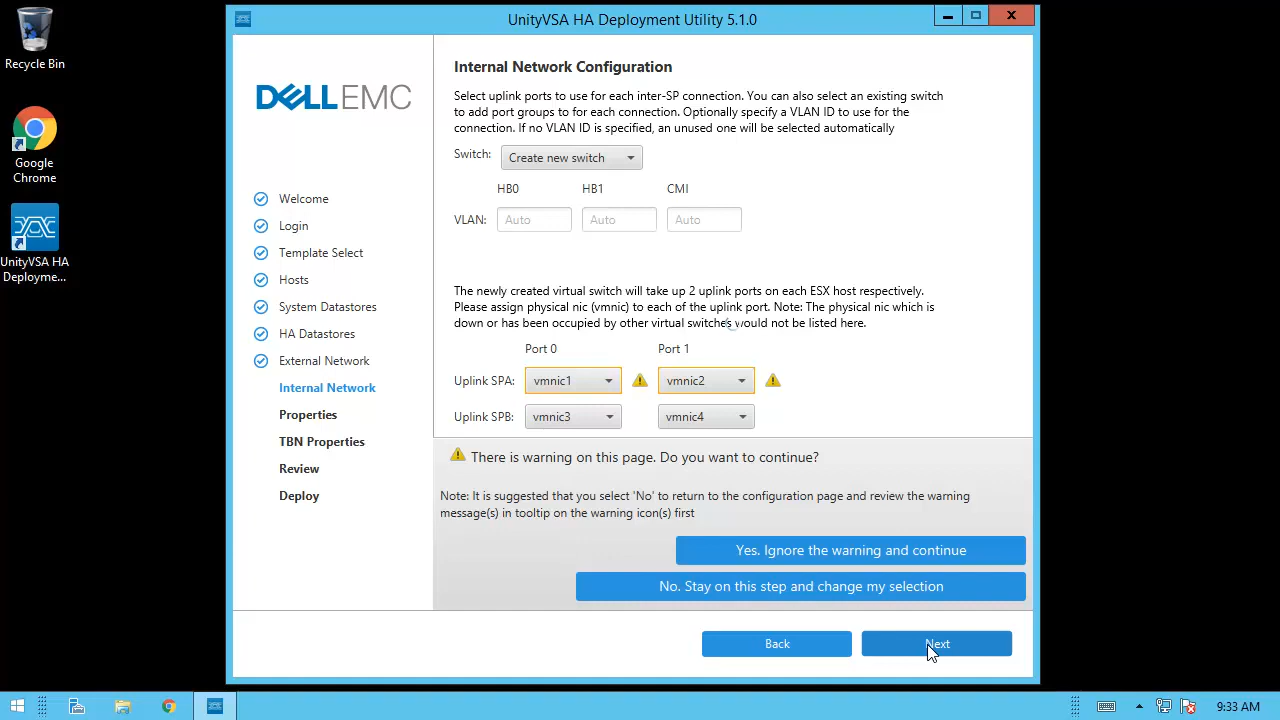 Recycle Bin
Google
Chrome
UnityVSA HA
Deployme...
UnityVSA HA Deployment Utility 5.1.0
DELLEMC
Welcome
Login
Template Select
Hosts
System Datastores
HA Datastores
External Network
Internal Network
Properties
TBN Properties
Review
Deploy
Internal Network Configuration
Select uplink ports to use for each inter-SP connection. You can also select an existing switch
to add port groups to for each connection. Optionally specify a VLAN ID to use for the
connection. If no VLAN ID is specified, an unused one will be selected automatically
Switch: Create new switch
HB0 HB1 CMI
VLAN: Auto Auto Auto
The newly created virtual switch will take up 2 uplink ports on each ESX host respectively.
Please assign physical nic (vmnic) to each of the uplink port. Note: The physical nic which is
down or has been occupied by other virtual switches would not be listed here.
Port 0 Port 1
Uplink SPA: vmnic1 vmnic2
Uplink SPB: vmnic3 vmnic4
There is warning on this page. Do you want to continue?
Note: It is suggested that you select 'No' to return to the configuration page and review the warning
message(s) in tooltip on the warning icon(s) first
Yes. Ignore the warning and continue
No. Stay on this step and change my selection
Back Next
9:33 AM